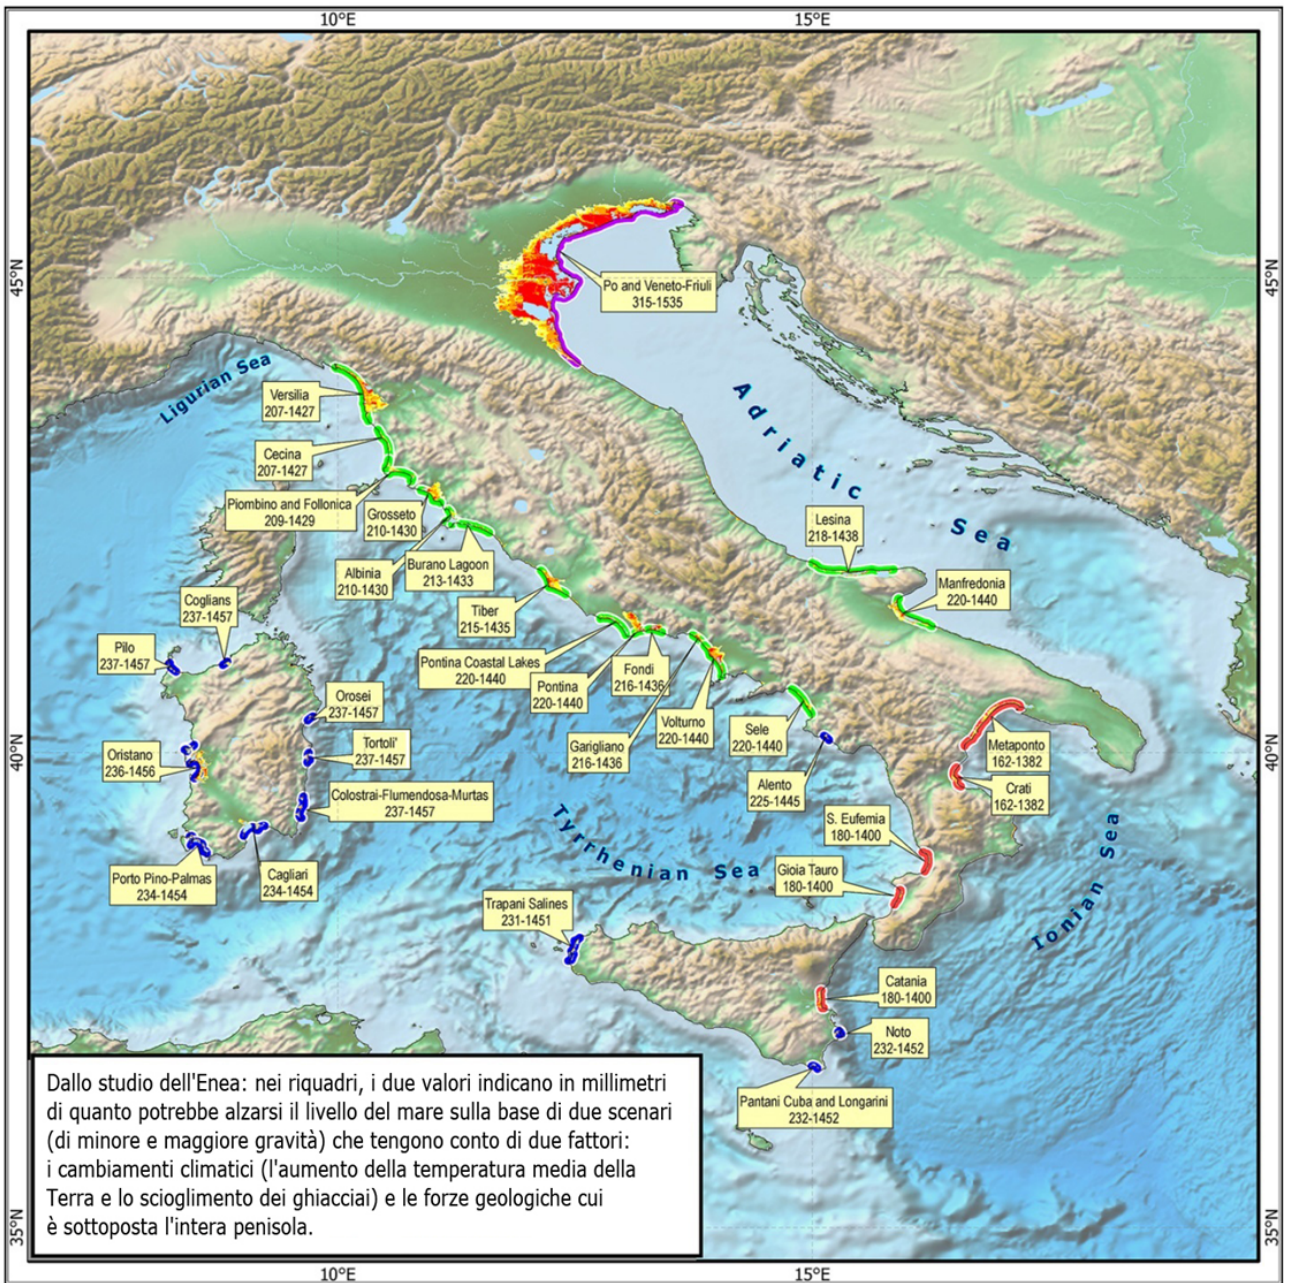 10°E
15°E
45°N
45°N
Po and Veneto-Friuli
315-1535
Ligurian Sea
Adriatic
Sea
Versilia
207-1427
Cecina
207-1427
Piombino and Follonica
209-1429
Grosseto
210-1430
Albinia
210-1430
Burano Lagoon
213-1433
Lesina
218-1438
Manfredonia
220-1440
Tiber
215-1435
Coglians
237-1457
Pilo
237-1457
Pontina Coastal Lakes
220-1440
Pontina
220-1440
Fondi
216-1436
Garigliano
216-1436
Volturno
220-1440
Sele
220-1440
Orosei
237-1457
Tortoli'
237-1457
Oristano
236-1456
Colostrai-Flumendosa-Murtas
237-1457
40°N
40°N
Metaponto
162-1382
Crati
162-1382
Alento
225-1445
S. Eufemia
180-1400
Gioia Tauro
180-1400
Tyrrhenian Sea
Ionian Sea
Porto Pino-Palmas
234-1454
Cagliari
234-1454
Trapani Salines
231-1451
Catania
180-1400
Noto
232-1452
Pantani Cuba and Longarini
232-1452
Dallo studio dell'Enea: nei riquadri, i due valori indicano in millimetri
di quanto potrebbe alzarsi il livello del mare sulla base di due scenari
(di minore e maggiore gravità) che tengono conto di due fattori:
i cambiamenti climatici (l'aumento della temperatura media della
Terra e lo scioglimento dei ghiacciai) e le forze geologiche cui
è sottoposta l'intera penisola.
35°N
35°N
10°E
15°E